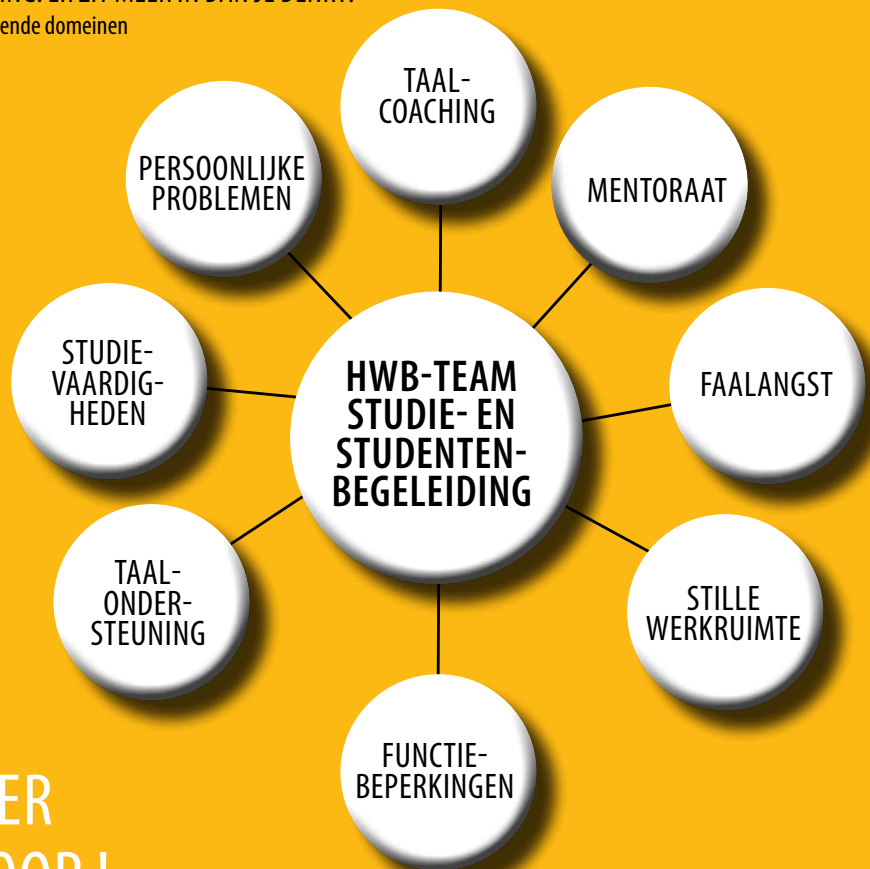 ende domeinen
TAAL-
COACHING
PERSOONLIJKE
PROBLEMEN
MENTORAAT
STUDIE-
VAARDIG-
HEDEN
HWB-TEAM
STUDIE- EN
STUDENTEN-
BEGELEIDING
FAALANGST
TAAL-
ONDER-
STEUNING
STILLE
WERKRUIMTE
FUNCTIE-
BEPERKINGEN
ER